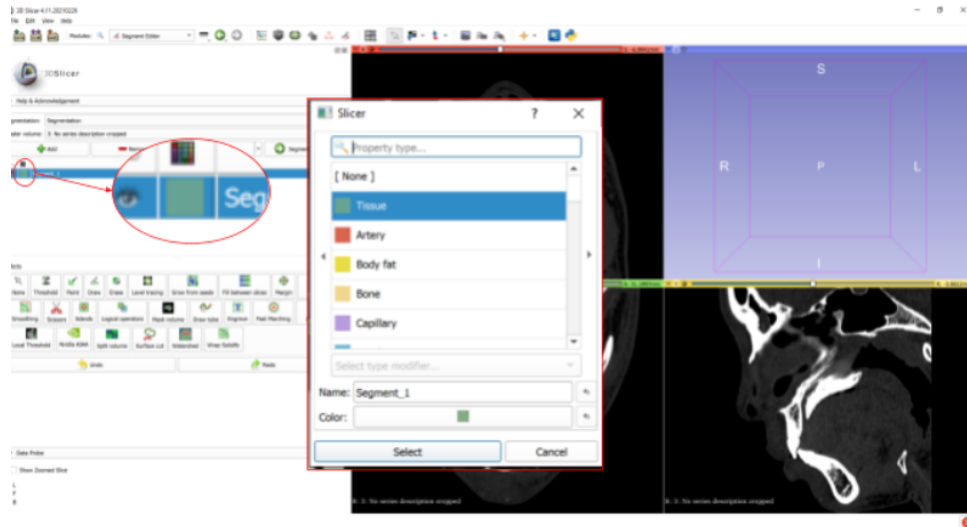 3D Slicer 4.11.20210226
File Edit View Help
Modules:
Segment Editor
3DSlicer
Help & Acknowledgement
Segmentation: Segmentation
Master volume: 3: No series description cropped
Add
Segment_1
Seg
Slicer
? ×
Property type...
[ None ]
Tissue
Artery
Body fat
Bone
Capillary
Select type modifier...
Name: Segment_1
Color:
Select
Cancel
S
R
P
L
I
Effects
None Threshold Paint Draw Erase Level tracing Grow from seeds Fill between slices Margin
Smoothing Scissors Islands Logical operators Mask volume Draw tube Engrave Fast Marching
Local Threshold Nvidia AIAA Split volume Surface cut Watershed Wrap Solidify
Undo
Redo
Data Probe
Show Zoomed Slice
L
F
B
B: 3: No series description cropped
B: 3: No series description cropped